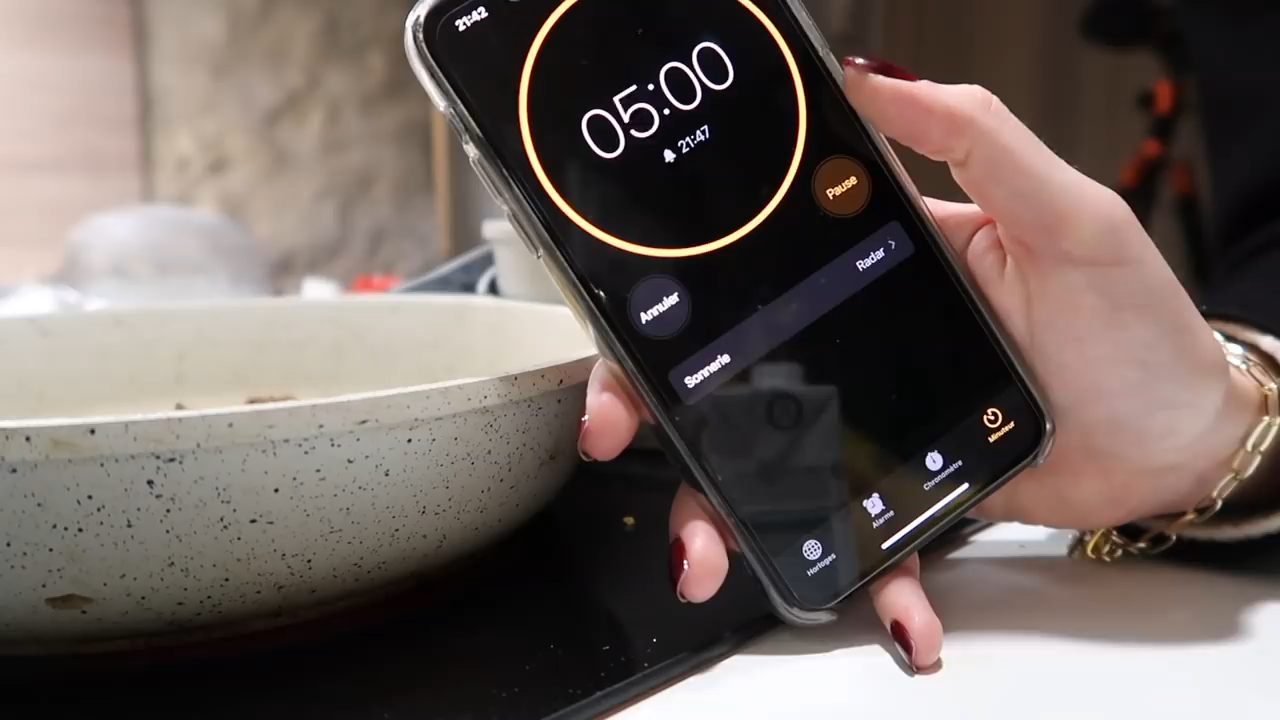 21:42
05:00
21:47
Annuler
Pause
Sonnerie
Radar
Horloges
Alarme
Chronomètre
Minuteur